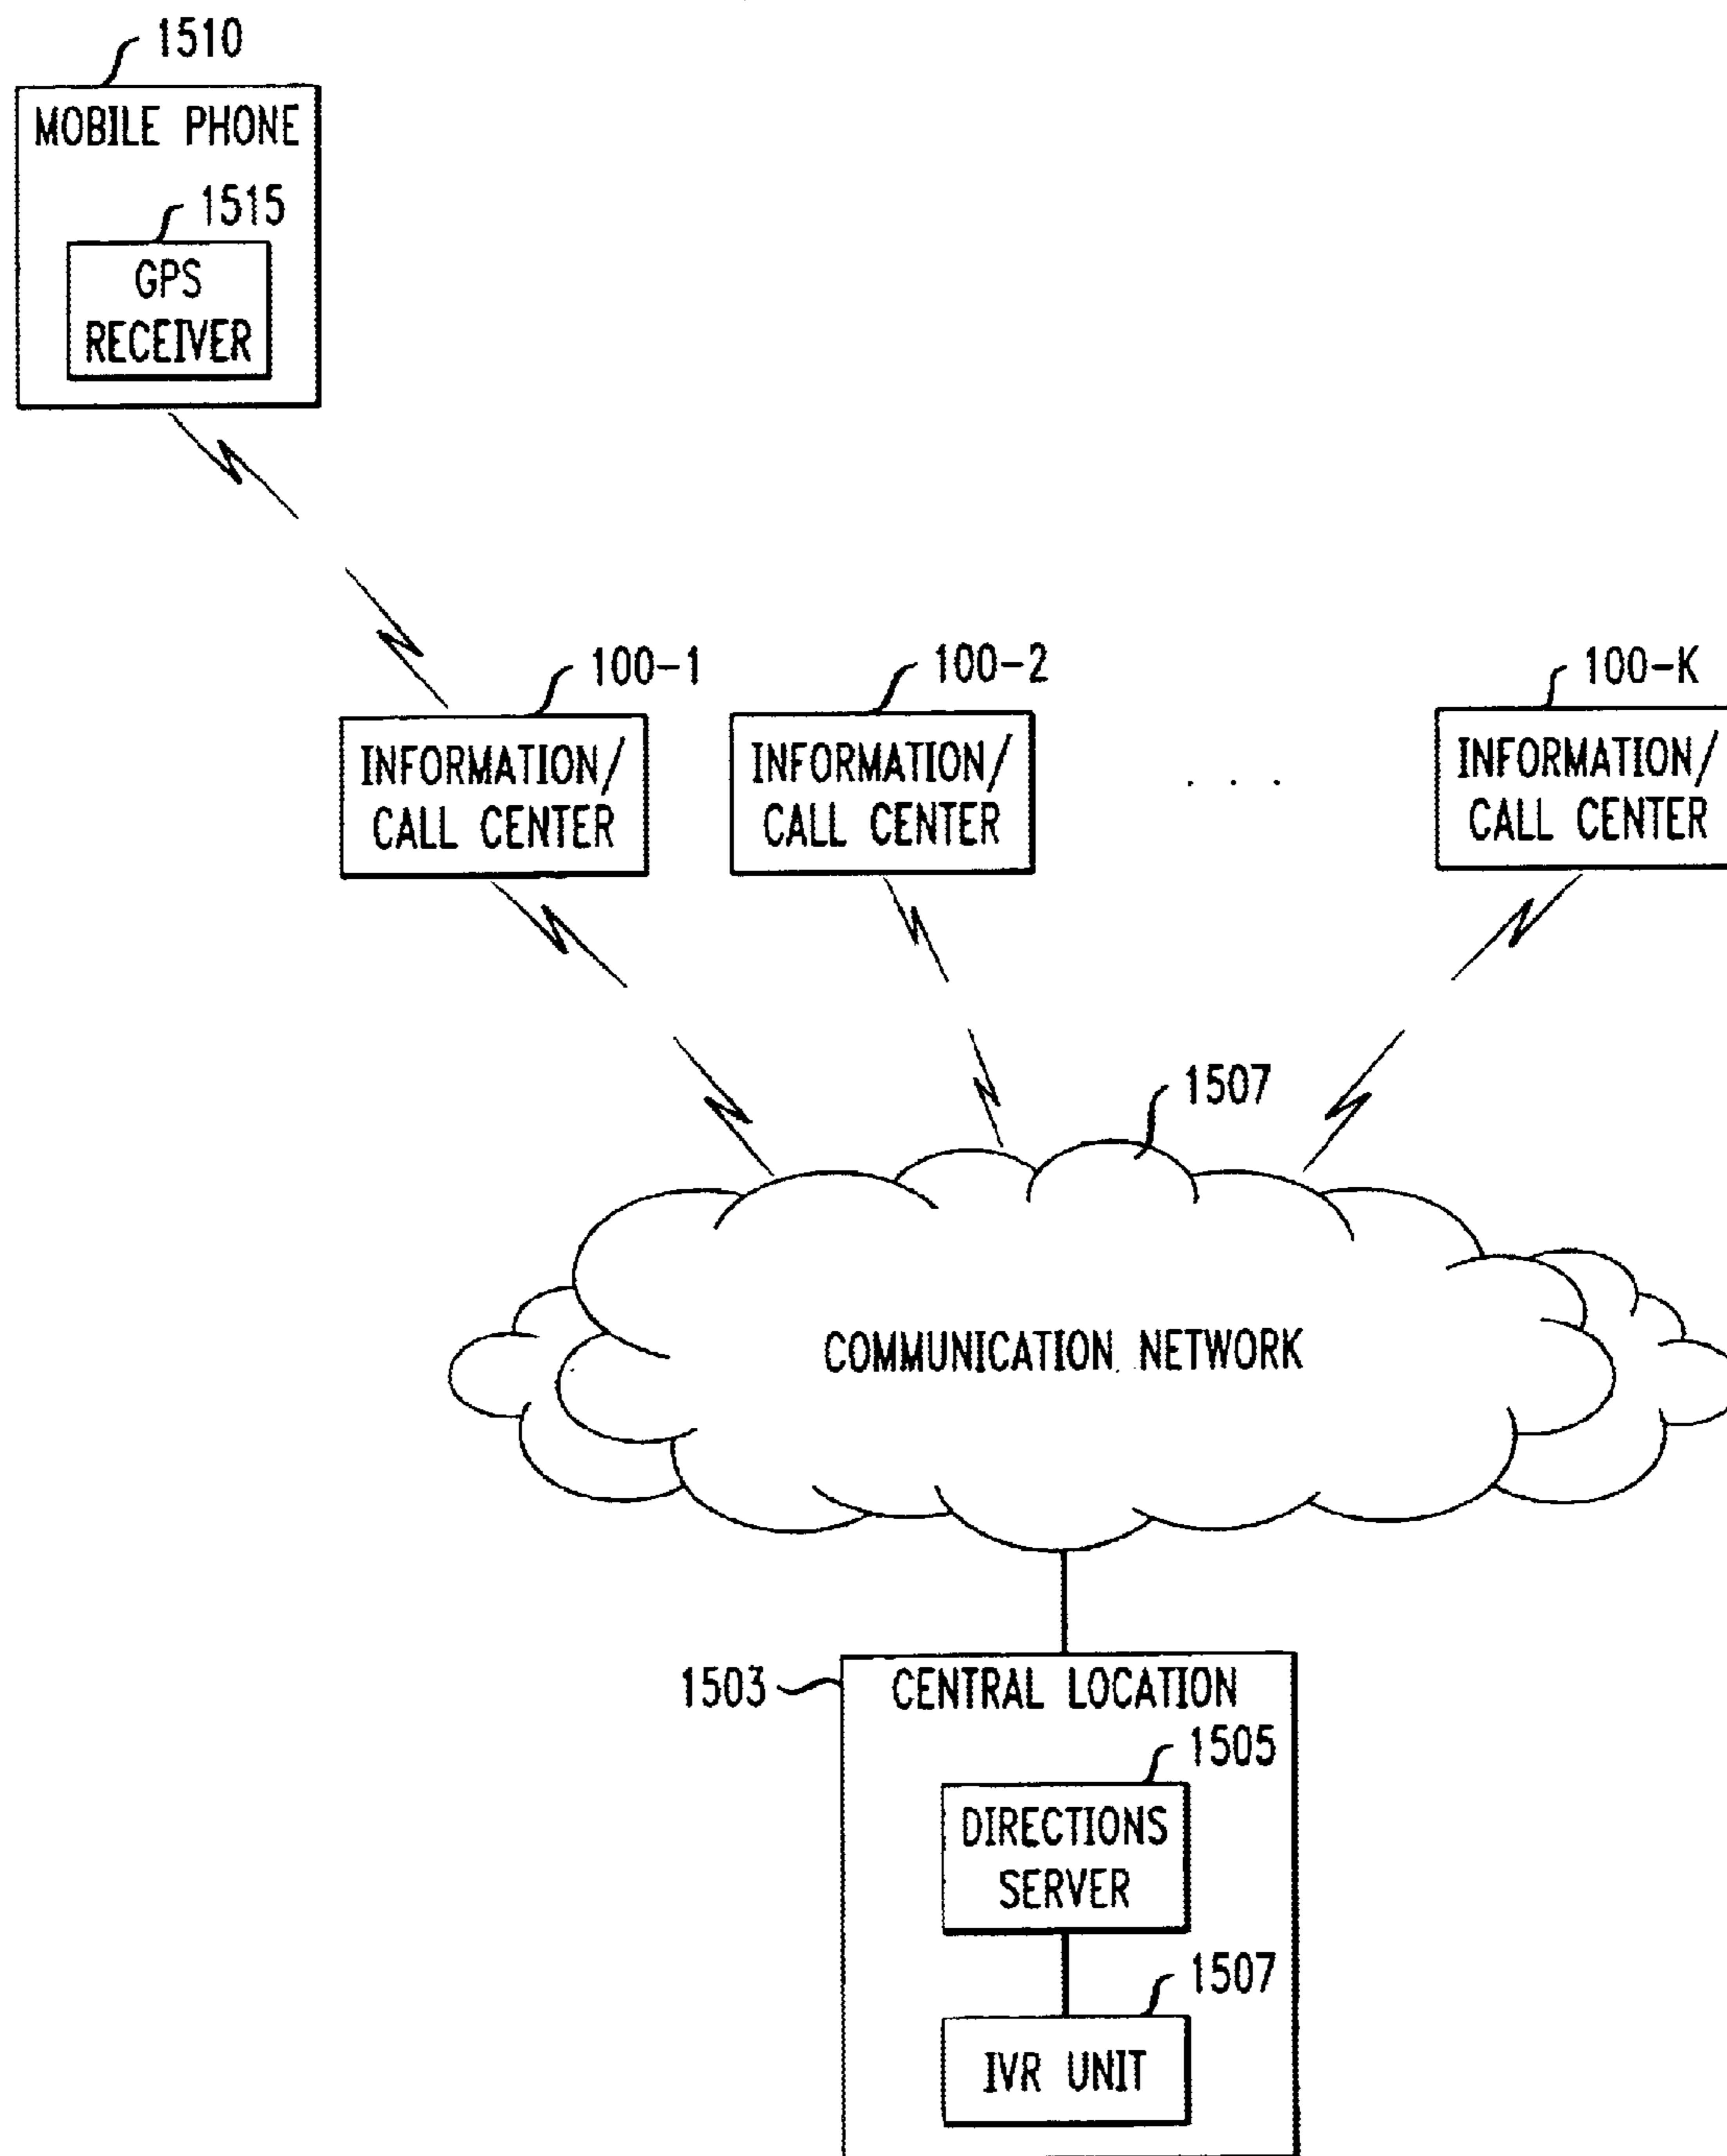 1510
MOBILE PHONE
1515
GPS
RECEIVER
100-1
100-2
100-K
INFORMATION/
CALL CENTER
INFORMATION/
CALL CENTER
. . .
INFORMATION/
CALL CENTER
1507
COMMUNICATION NETWORK
1503
CENTRAL LOCATION
1505
DIRECTIONS
SERVER
1507
IVR UNIT